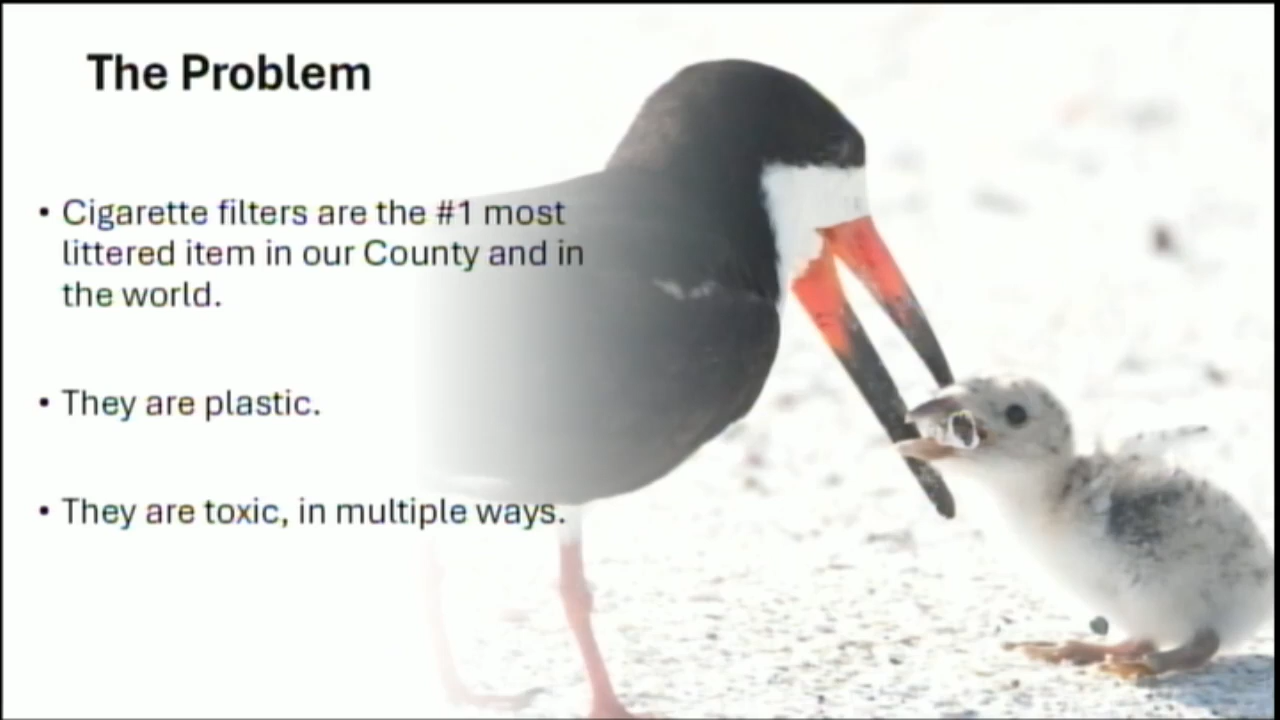 The Problem
• Cigarette filters are the #1 most
littered item in our County and in
the world.
• They are plastic.
• They are toxic, in multiple ways.